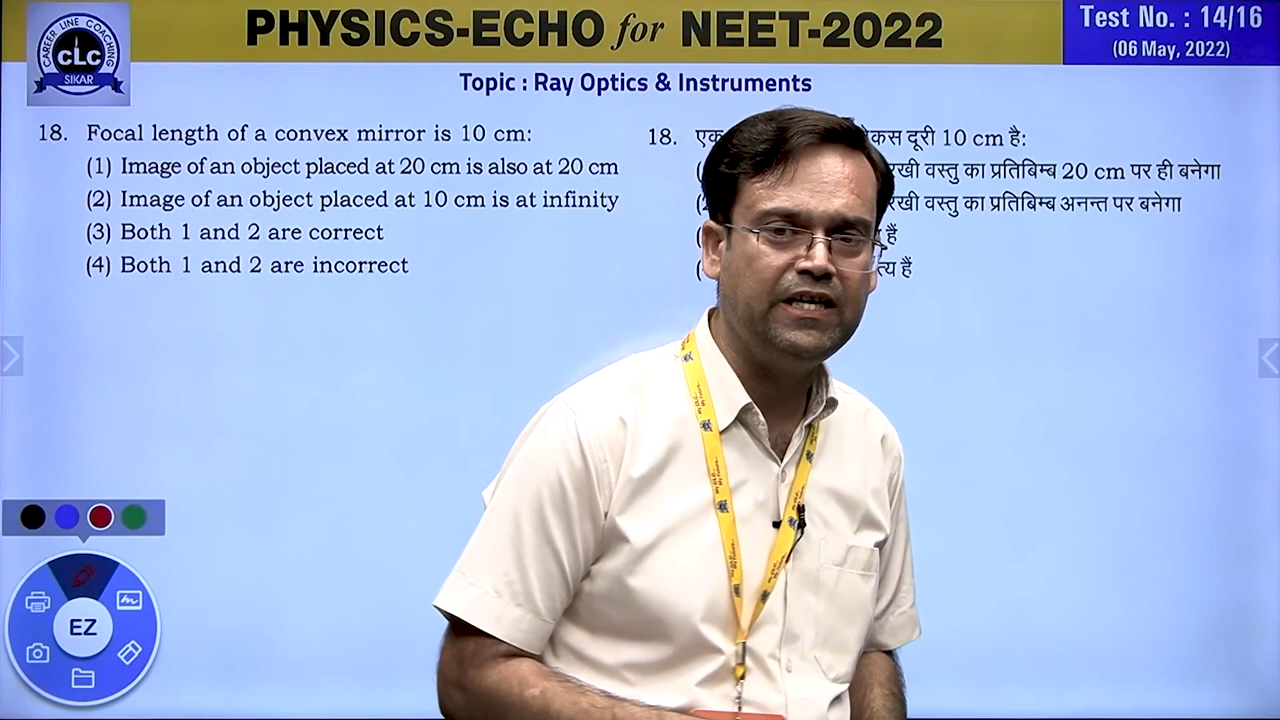 CAREER LINE COACHING
CLC
SIKAR
PHYSICS-ECHO for NEET-2022
Test No. : 14/16
(06 May, 2022)
Topic : Ray Optics & Instruments
18. Focal length of a convex mirror is 10 cm:
(1) Image of an object placed at 20 cm is also at 20 cm
(2) Image of an object placed at 10 cm is at infinity
(3) Both 1 and 2 are correct
(4) Both 1 and 2 are incorrect
18. एक दूरी 10 cm है:
वस्तु का प्रतिबिम्ब 20 cm पर ही बनेगा
वस्तु का प्रतिबिम्ब अनन्त पर बनेगा
हैं
हैं
EZ